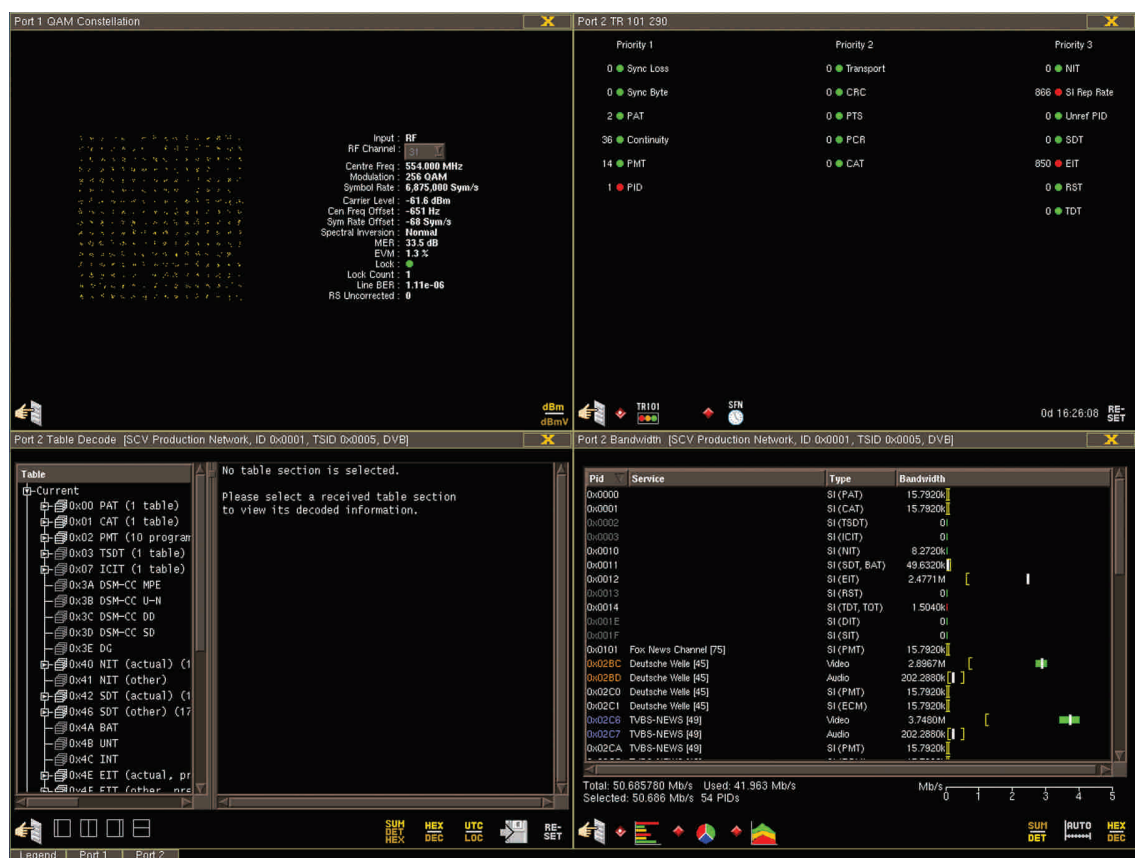 Port 1 QAM Constellation
X
Input : RF
RF Channel : 31
Centre Freq : 554.000 MHz
Modulation : 256 QAM
Symbol Rate : 6,875,000 Sym/s
Carrier Level : -61.6 dBm
Cen Freq Offset : -651 Hz
Sym Rate Offset : -68 Sym/s
Spectral Inversion : Normal
MER : 33.5 dB
EVM : 1.3 %
Lock :
Lock Count : 1
Line BER : 1.11e-06
RS Uncorrected : 0
dBm
dBmV
Port 2 TR 101 290
X
Priority 1 Priority 2 Priority 3
0 Sync Loss 0 Transport 0 NIT
0 Sync Byte 0 CRC 866 SI Rep Rate
2 PAT 0 PTS 0 Unref PID
36 Continuity 0 PCR 0 SDT
14 PMT 0 CAT 850 EIT
1 PID 0 RST
0 TDT
TR101 SFN 0d 16:26:08 RE-
SET
Port 2 Table Decode [SCV Production Network, ID 0x0001, TSID 0x0005, DVB]
X
Table
Current
0x00 PAT (1 table)
0x01 CAT (1 table)
0x02 PMT (10 program
0x03 TSDT (1 table)
0x07 ICIT (1 table)
0x3A DSM-CC MPE
0x3B DSM-CC U-N
0x3C DSM-CC DD
0x3D DSM-CC SD
0x3E DG
0x40 NIT (actual) (1
0x41 NIT (other)
0x42 SDT (actual) (1
0x46 SDT (other) (17
0x4A BAT
0x4B UNT
0x4C INT
0x4E EIT (actual, pr
0x4F EIT (other, pre
No table section is selected.
Please select a received table section
to view its decoded information.
SUM DET HEX
HEX DEC
UTC LOC
RE-SET
Port 2 Bandwidth [SCV Production Network, ID 0x0001, TSID 0x0005, DVB]
X
Pid Service Type Bandwidth
0x0000 SI (PAT) 15.7920k
0x0001 SI (CAT) 15.7920k
0x0002 SI (TSDT) 0
0x0003 SI (ICIT) 0
0x0010 SI (NIT) 8.2720k
0x0011 SI (SDT, BAT) 49.6320k
0x0012 SI (EIT) 2.4771M
0x0013 SI (RST) 0
0x0014 SI (TDT, TOT) 1.5040k
0x001E SI (DIT) 0
0x001F SI (SIT) 0
0x0101 Fox News Channel [75] SI (PMT) 15.7920k
0x02BC Deutsche Welle [45] Video 2.8967M
0x02BD Deutsche Welle [45] Audio 202.2880k
0x02C0 Deutsche Welle [45] SI (PMT) 15.7920k
0x02C1 Deutsche Welle [45] SI (ECM) 15.7920k
0x02C6 TVBS-NEWS [49] Video 3.7480M
0x02C7 TVBS-NEWS [49] Audio 202.2880k
0x02CA TVBS-NEWS [49] SI (PMT) 15.7920k
Total: 50.685780 Mb/s Used: 41.963 Mb/s
Selected: 50.686 Mb/s 54 PIDs
Mb/s
0 1 2 3 4 5
SUM DET
AUTO
HEX DEC
Legend Port 1 Port 2